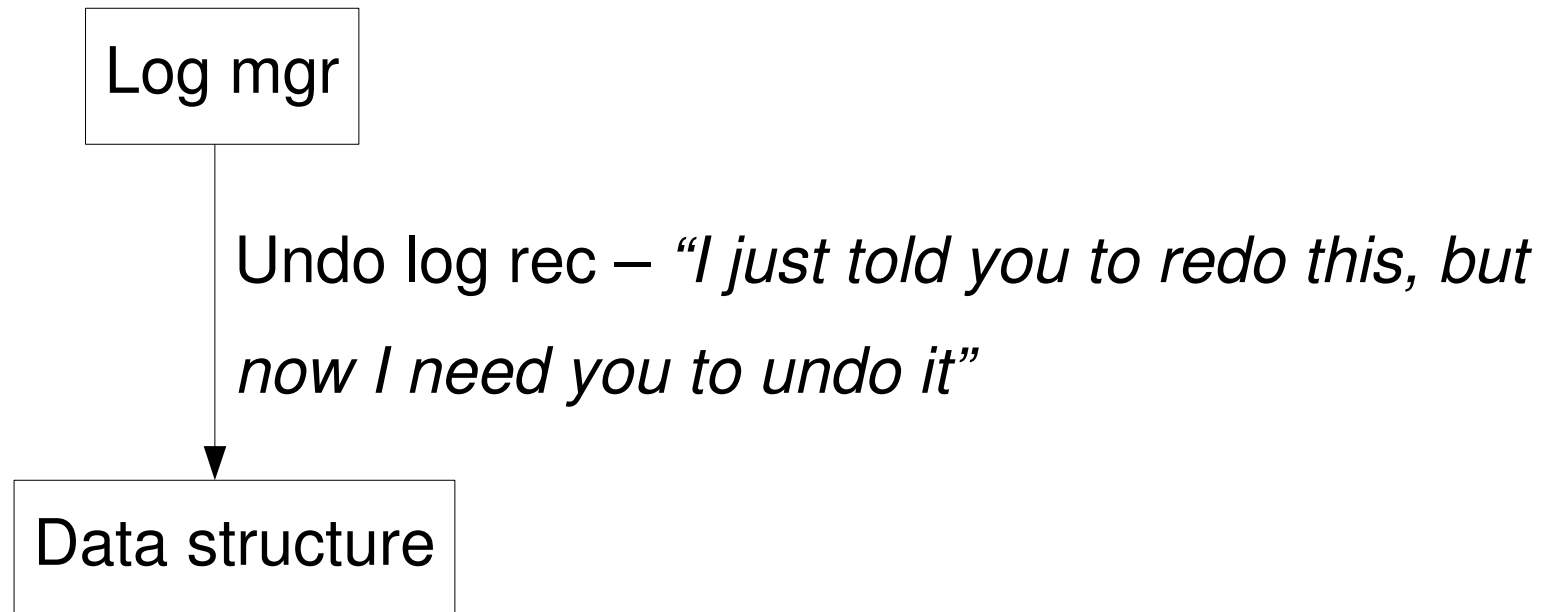 Log mgr
Undo log rec – “I just told you to redo this, but
now I need you to undo it”
Data structure